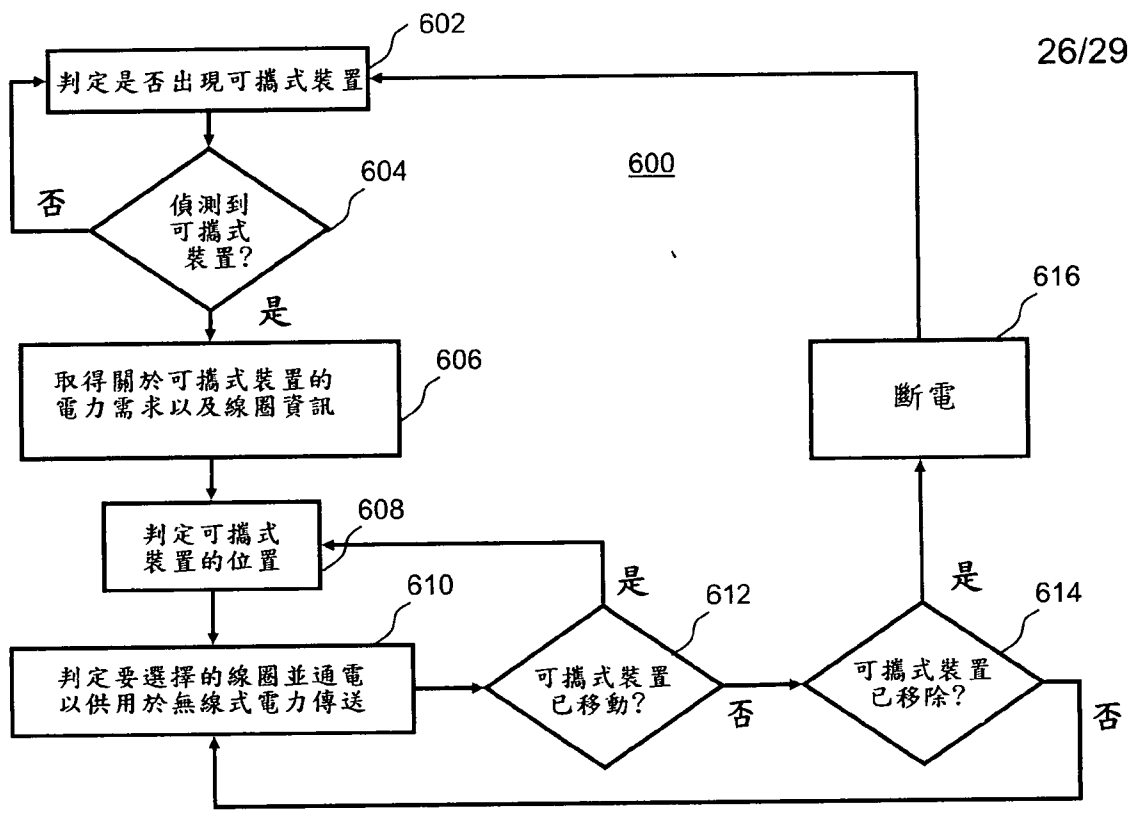 602
26/29
判定是否出現可攜式裝置
600
604
否
偵測到
可攜式
裝置?
是
616
斷電
606
取得關於可攜式裝置的
電力需求以及線圈資訊
608
判定可攜式
裝置的位置
610
判定要選擇的線圈並通電
以供用於無線式電力傳送
是
612
可攜式裝置
已移動?
否
是
614
可攜式裝置
已移除?
否